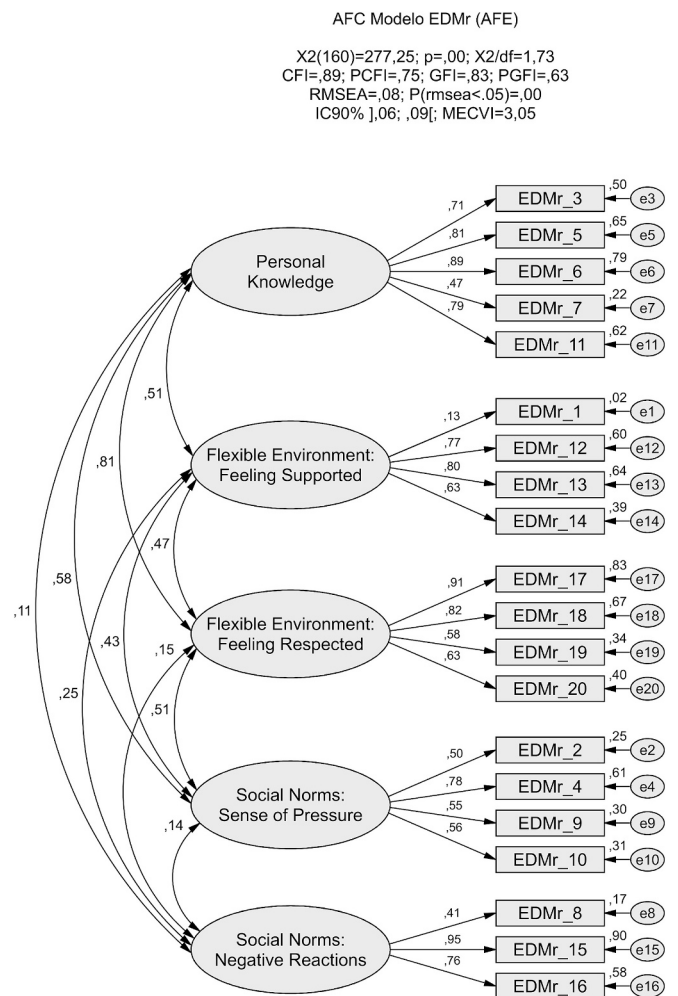 AFC Modelo EDMr (AFE)
X2(160)=277,25; p=,00; X2/df=1,73
CFI=,89; PCFI=,75; GFI=,83; PGFI=,63
RMSEA=,08; P(rmsea<.05)=,00
IC90% ],06; ,09[; MECVI=3,05
Personal
Knowledge
,71
EDMr_3
,50
e3
,81
EDMr_5
,65
e5
,89
EDMr_6
,79
e6
,47
EDMr_7
,22
e7
,79
EDMr_11
,62
e11
,51
Flexible Environment:
Feeling Supported
,13
EDMr_1
,02
e1
,77
EDMr_12
,60
e12
,80
EDMr_13
,64
e13
,63
EDMr_14
,39
e14
,81
,47
Flexible Environment:
Feeling Respected
,91
EDMr_17
,83
e17
,82
EDMr_18
,67
e18
,58
EDMr_19
,34
e19
,63
EDMr_20
,40
e20
,58
,11
,43
,15
,25
,51
Social Norms:
Sense of Pressure
,50
EDMr_2
,25
e2
,78
EDMr_4
,61
e4
,55
EDMr_9
,30
e9
,56
EDMr_10
,31
e10
,14
Social Norms:
Negative Reactions
,41
EDMr_8
,17
e8
,95
EDMr_15
,90
e15
,76
EDMr_16
,58
e16